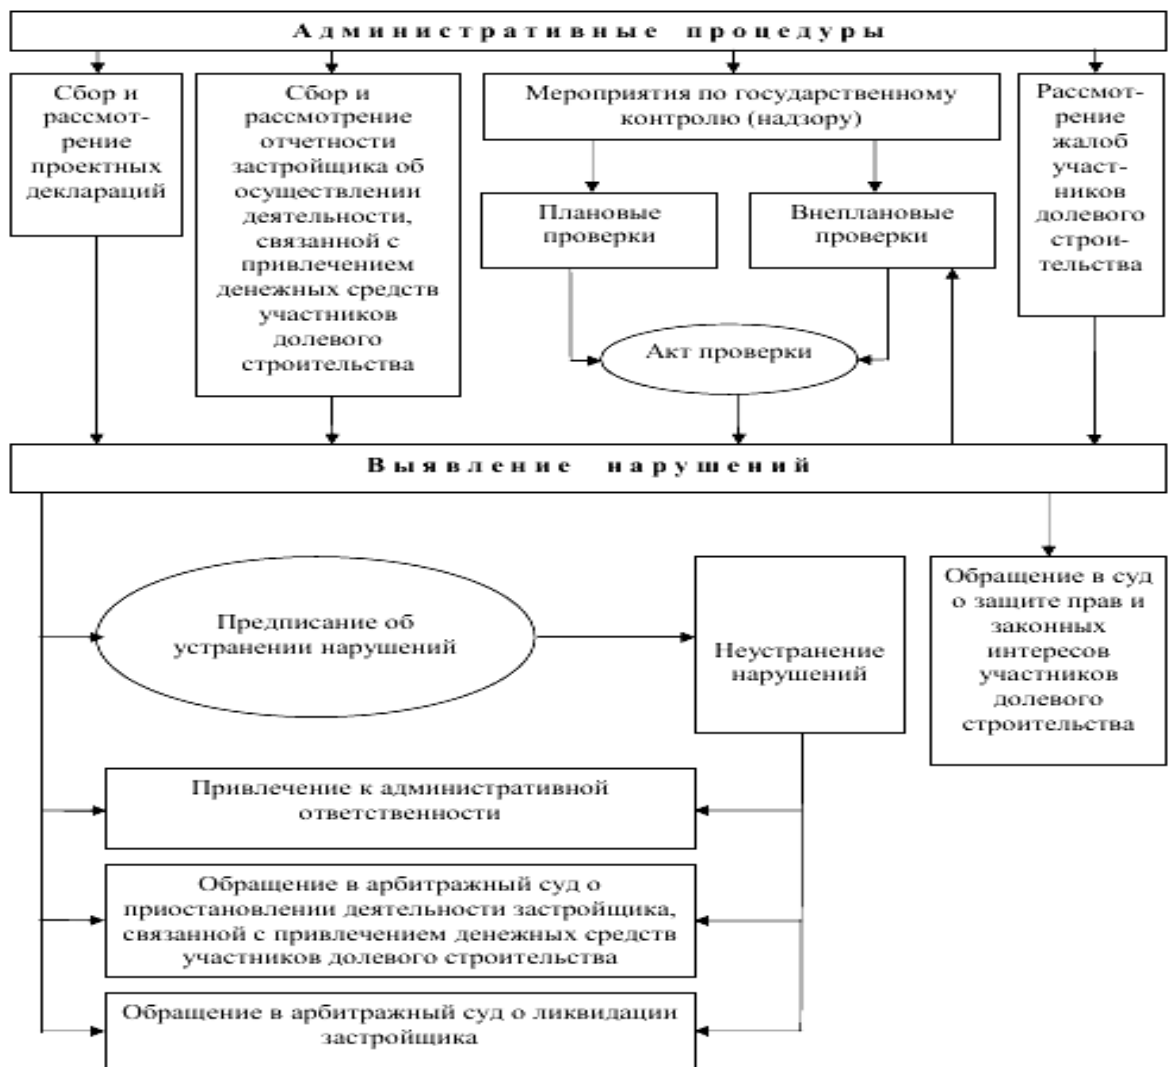 Административные процедуры
Сбор и
рассмот-
рение
проектных
деклараций
Сбор и
рассмотрение
отчетности
застройщика об
осуществлении
деятельности,
связанной с
привлечением
денежных средств
участников
долевого
строительства
Мероприятия по государственному
контролю (надзору)
Рассмот-
рение
жалоб
участ-
ников
долевого
строи-
тельства
Плановые
проверки
Внеплановые
проверки
Акт проверки
Выявление нарушений
Предписание об
устранении нарушений
Неустранение
нарушений
Обращение в суд
о защите прав и
законных
интересов
участников
долевого
строительства
Привлечение к административной
ответственности
Обращение в арбитражный суд о
приостановлении деятельности застройщика,
связанной с привлечением денежных средств
участников долевого строительства
Обращение в арбитражный суд о ликвидации
застройщика